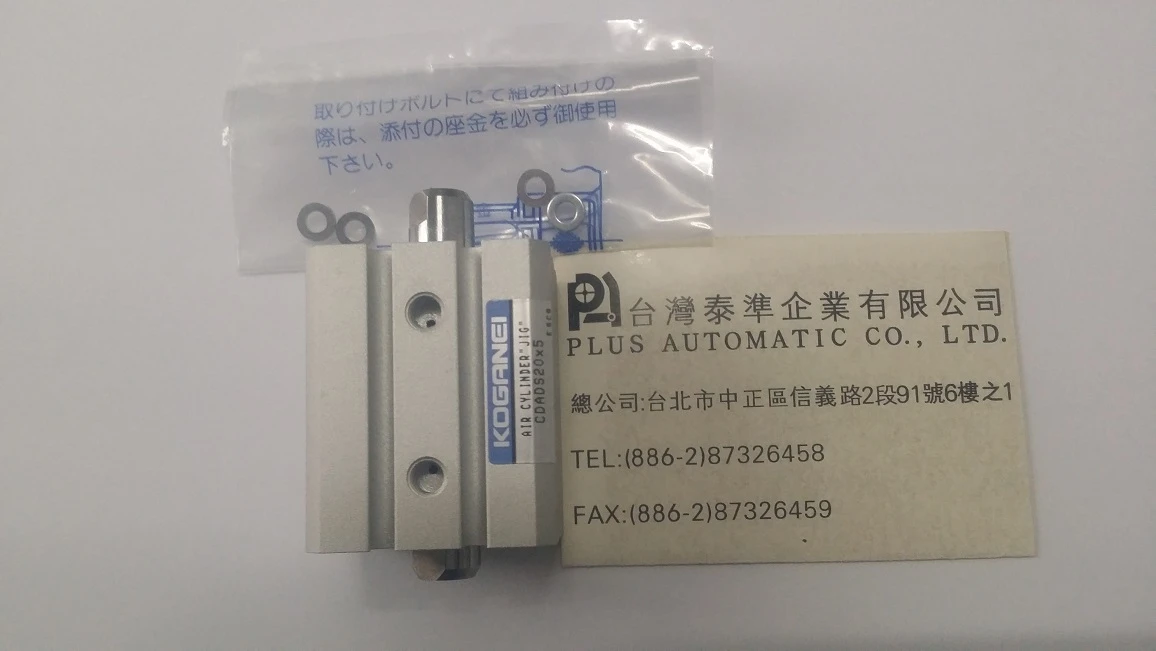 取り付けボルトにて組み付けの
際は、添付の座金を必ず御使用
下さい。
KOGANEI
AIR CYLINDER"JIG"
CDADS20x5
台灣泰準企業有限公司
PLUS AUTOMATIC CO., LTD.
總公司:台北市中正區信義路2段91號6樓之1
TEL:(886-2)87326458
FAX:(886-2)87326459